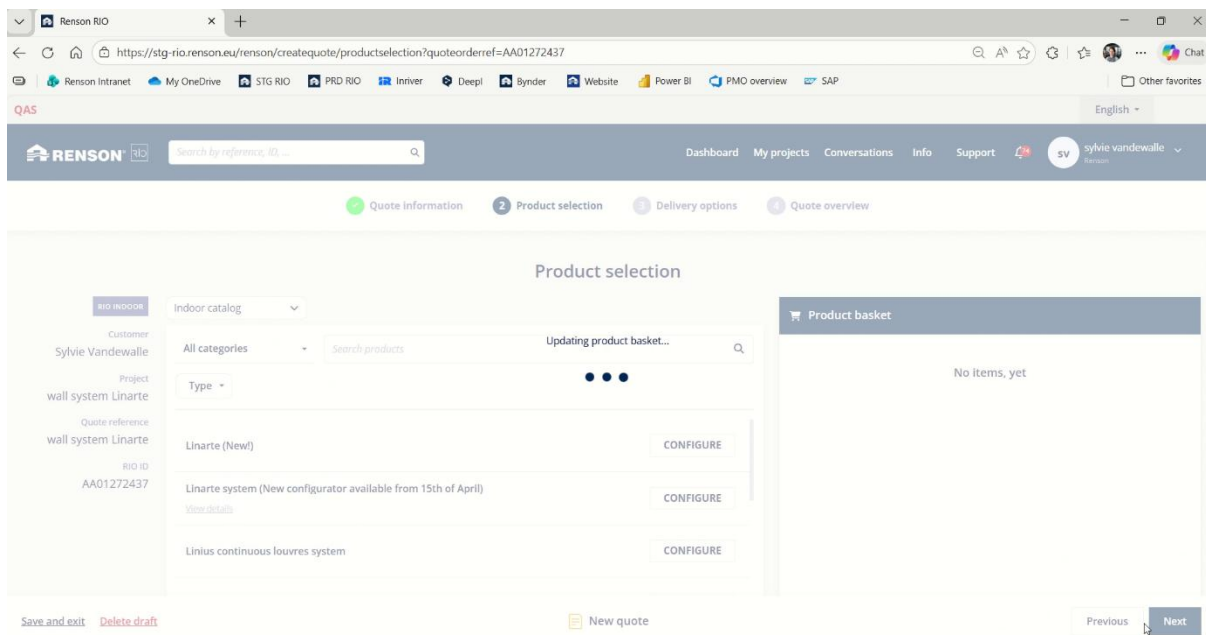 Renson RIO
https://stg-rio.renson.eu/renson/createquote/productselection?quoteorderref=AA01272437
Chat
Renson Intranet My OneDrive STG RIO PRD RIO Inriver Deepl Bynder Website Power BI PMO overview SAP Other favorites
QAS English
RENSON rio Search by reference, ID, ... Dashboard My projects Conversations Info Support SV sylvie vandewalle
Renson
Quote information 2 Product selection 3 Delivery options 4 Quote overview
Product selection
RIO INDOOR
Customer
Sylvie Vandewalle
Project
wall system Linarte
Quote reference
wall system Linarte
RIO ID
AA01272437
Indoor catalog
All categories Search products
Updating product basket...
Type
Linarte (New!) CONFIGURE
Linarte system (New configurator available from 15th of April) CONFIGURE
View details
Linius continuous louvres system CONFIGURE
Product basket
No items, yet
Save and exit Delete draft New quote Previous Next